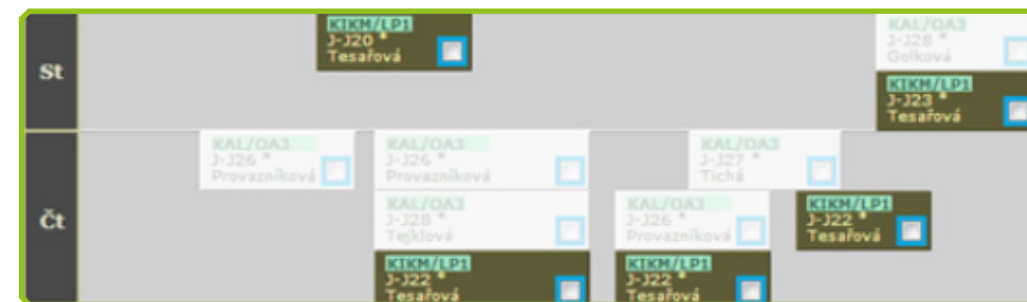 St
KIKM/LP1
J-J20 *
Tesařová
KAL/OA3
J-J28 *
Golková
KIKM/LP1
J-J23 *
Tesařová
Čt
KAL/OA3
J-J26 *
Provazníková
KAL/OA3
J-J26 *
Provazníková
KAL/OA3
J-J27 *
Tichá
KAL/OA3
J-J28 *
Tejklová
KAL/OA3
J-J26 *
Provazníková
KIKM/LP1
J-J22 *
Tesařová
KIKM/LP1
J-J22 *
Tesařová
KIKM/LP1
J-J22 *
Tesařová